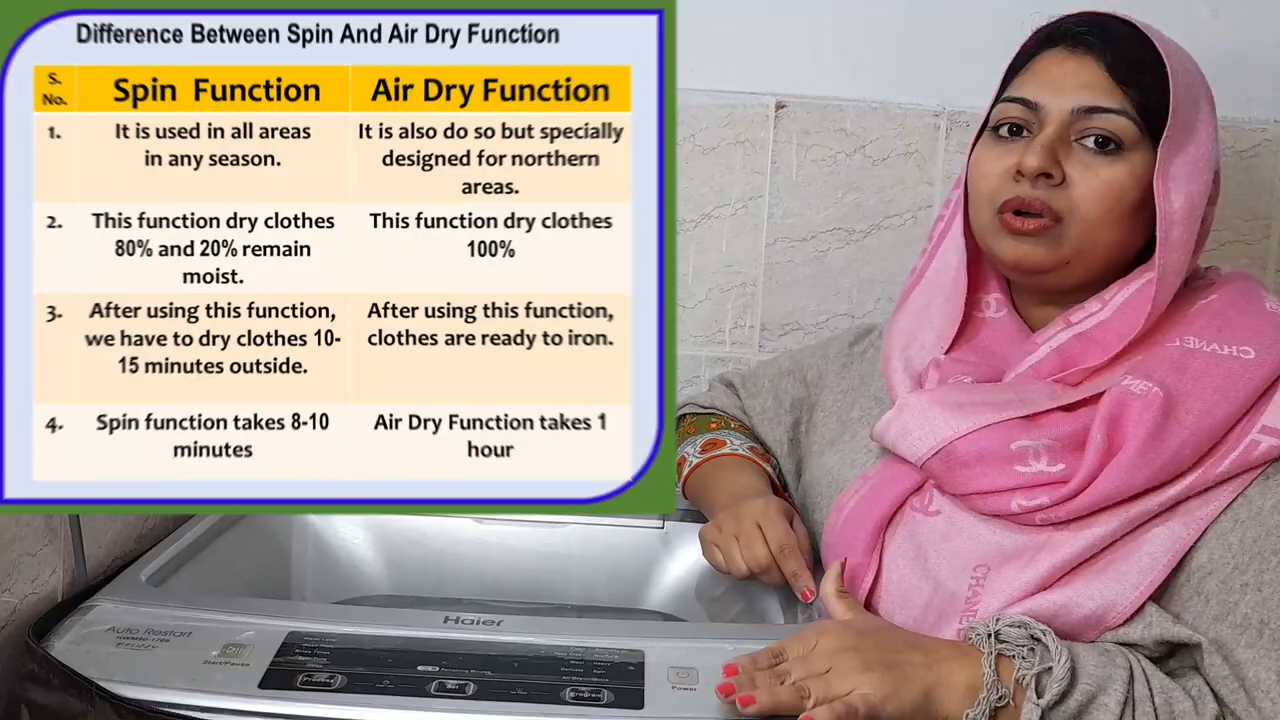 Difference Between Spin And Air Dry Function
S. No.
Spin Function
Air Dry Function
1.
It is used in all areas
in any season.
It is also do so but specially
designed for northern
areas.
2.
This function dry clothes
80% and 20% remain
moist.
This function dry clothes
100%
3.
After using this function,
we have to dry clothes 10-
15 minutes outside.
After using this function,
clothes are ready to iron.
4.
Spin function takes 8-10
minutes
Air Dry Function takes 1
hour
CHANEL
CHANEL
Haier
Auto Restart
Start/Pause
Process
Set
Program
Power